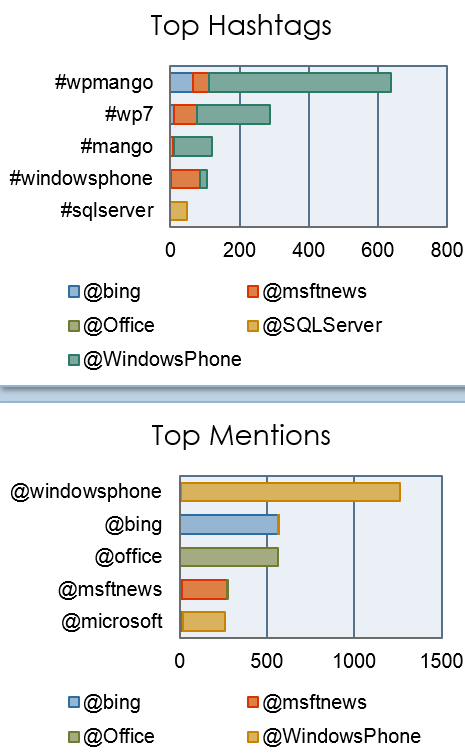 Top Hashtags
#wpmango
#wp7
#mango
#windowsphone
#sqlserver
0 200 400 600 800
@bing @msftnews
@Office @SQLServer
@WindowsPhone
Top Mentions
@windowsphone
@bing
@office
@msftnews
@microsoft
0 500 1000 1500
@bing @msftnews
@Office @WindowsPhone